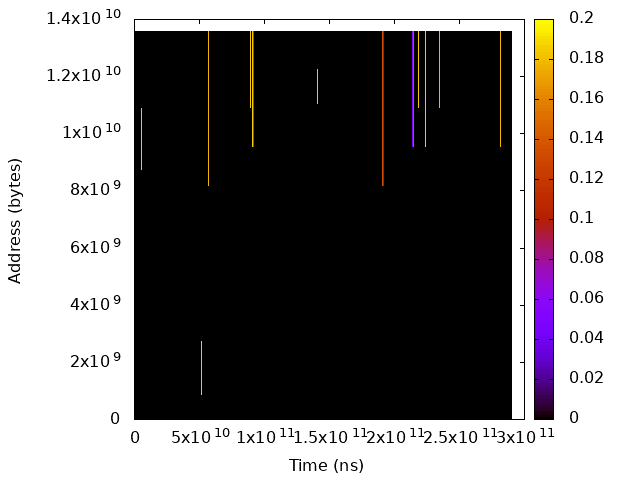 1.4x10^10
1.2x10^10
1x10^10
8x10^9
6x10^9
4x10^9
2x10^9
0
Address (bytes)
0 5x10^10 1x10^11 1.5x10^11 2x10^11 2.5x10^11 3x10^11
Time (ns)
0.2
0.18
0.16
0.14
0.12
0.1
0.08
0.06
0.04
0.02
0